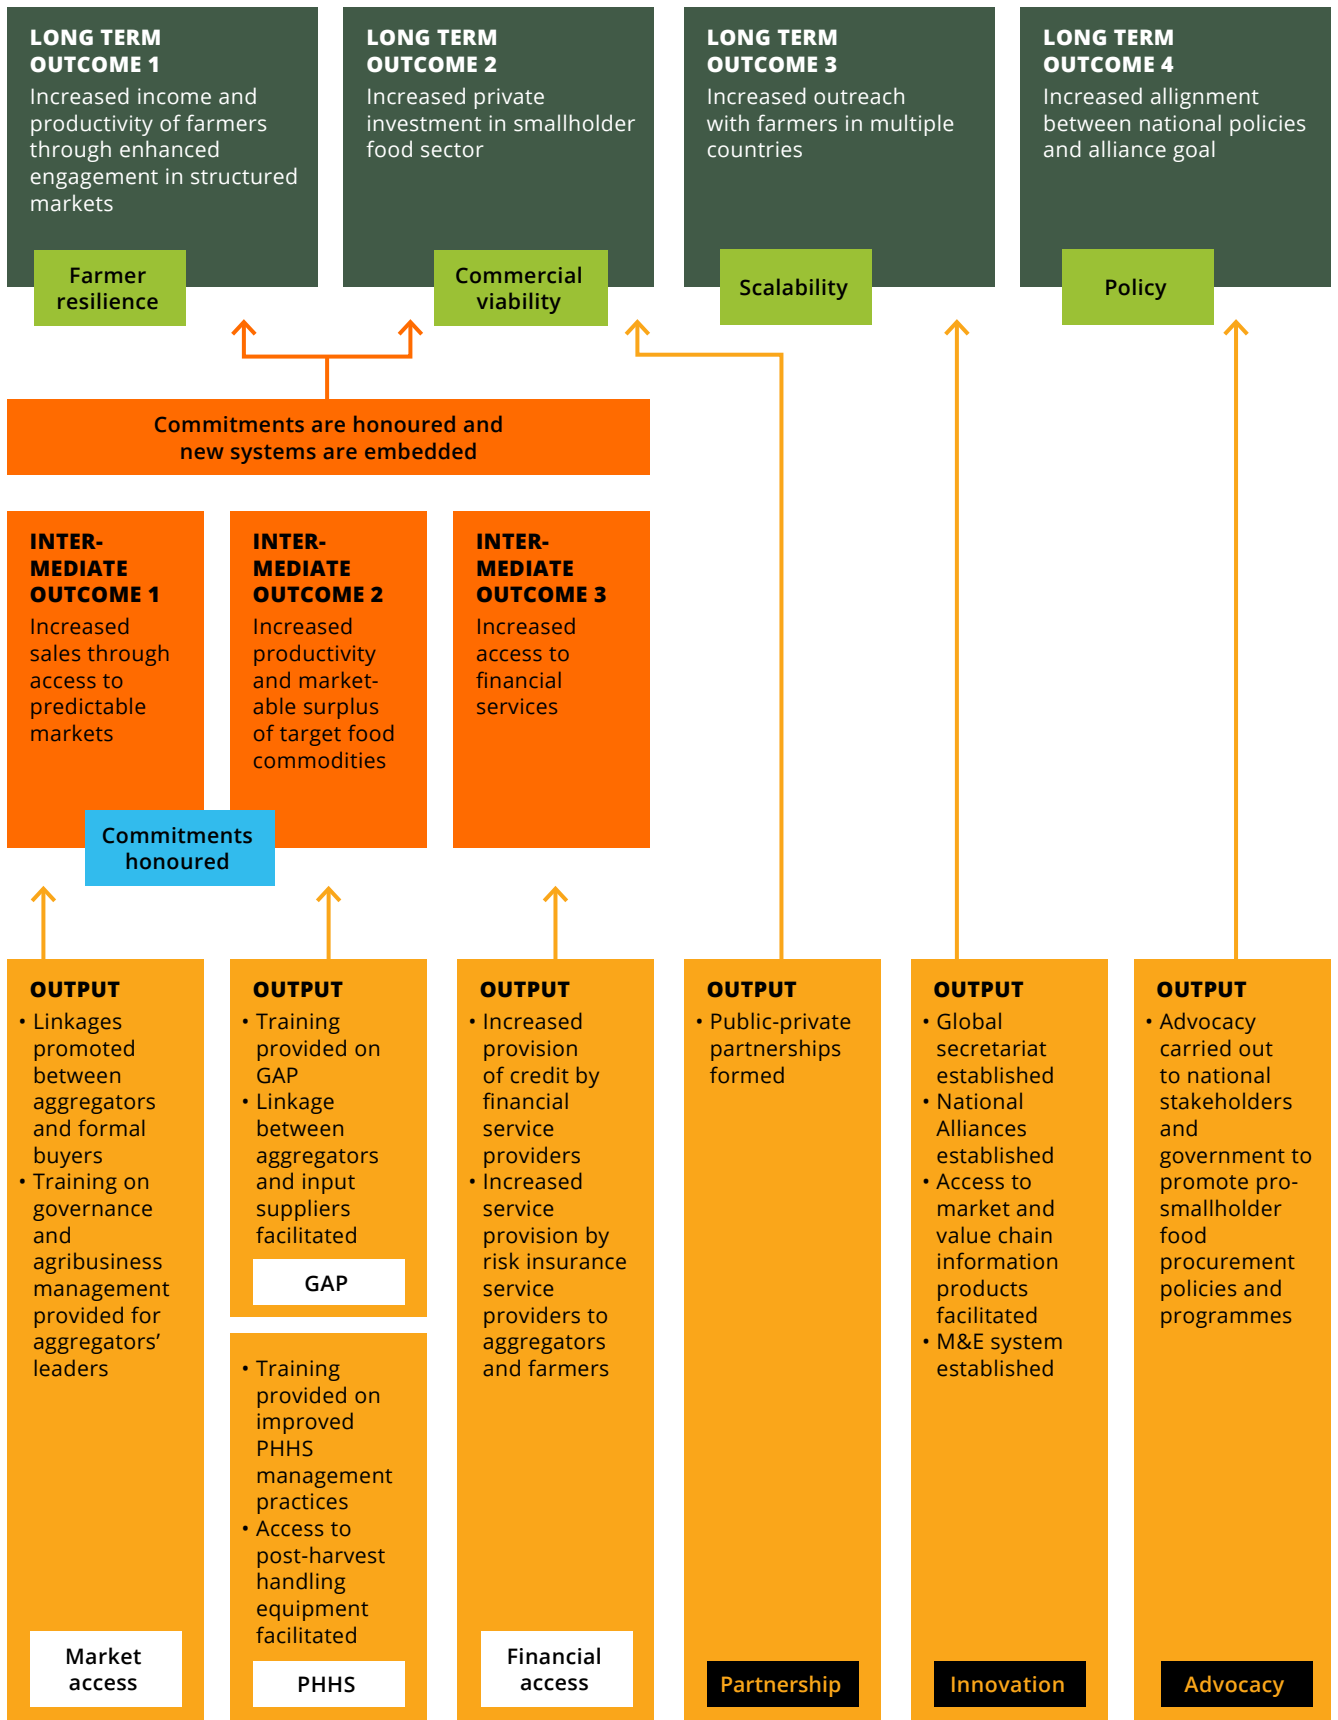 LONG TERM
OUTCOME 1
Increased income and
productivity of farmers
through enhanced
engagement in structured
markets
Farmer
resilience
LONG TERM
OUTCOME 2
Increased private
investment in smallholder
food sector
Commercial
viability
LONG TERM
OUTCOME 3
Increased outreach
with farmers in multiple
countries
Scalability
LONG TERM
OUTCOME 4
Increased allignment
between national policies
and alliance goal
Policy
Commitments are honoured and
new systems are embedded
INTER-
MEDIATE
OUTCOME 1
Increased
sales through
access to
predictable
markets
INTER-
MEDIATE
OUTCOME 2
Increased
productivity
and market-
able surplus
of target food
commodities
Commitments
honoured
INTER-
MEDIATE
OUTCOME 3
Increased
access to
financial
services
OUTPUT
• Linkages
promoted
between
aggregators
and formal
buyers
• Training on
governance
and
agribusiness
management
provided for
aggregators’
leaders
Market
access
OUTPUT
• Training
provided on
GAP
• Linkage
between
aggregators
and input
suppliers
facilitated
GAP
• Training
provided on
improved
PHHS
management
practices
• Access to
post-harvest
handling
equipment
facilitated
PHHS
OUTPUT
• Increased
provision
of credit by
financial
service
providers
• Increased
service
provision by
risk insurance
service
providers to
aggregators
and farmers
Financial
access
OUTPUT
• Public-private
partnerships
formed
Partnership
OUTPUT
• Global
secretariat
established
• National
Alliances
established
• Access to
market and
value chain
information
products
facilitated
• M&E system
established
Innovation
OUTPUT
• Advocacy
carried out
to national
stakeholders
and
government to
promote pro-
smallholder
food
procurement
policies and
programmes
Advocacy